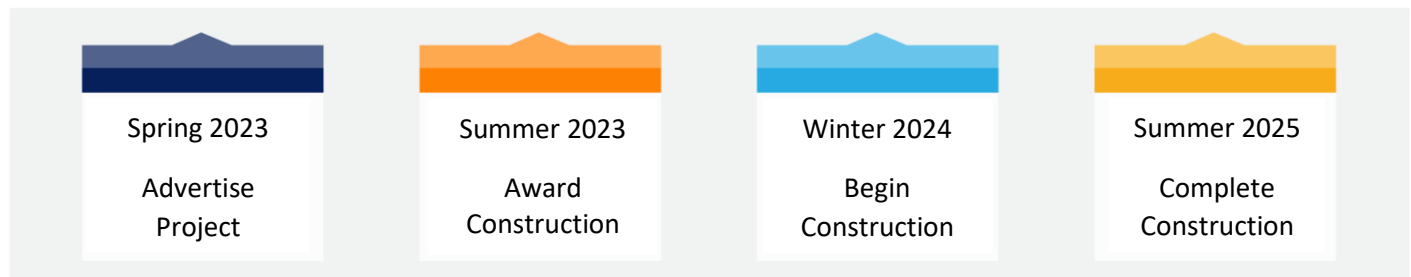 Spring 2023
Advertise
Project
Summer 2023
Award
Construction
Winter 2024
Begin
Construction
Summer 2025
Complete
Construction